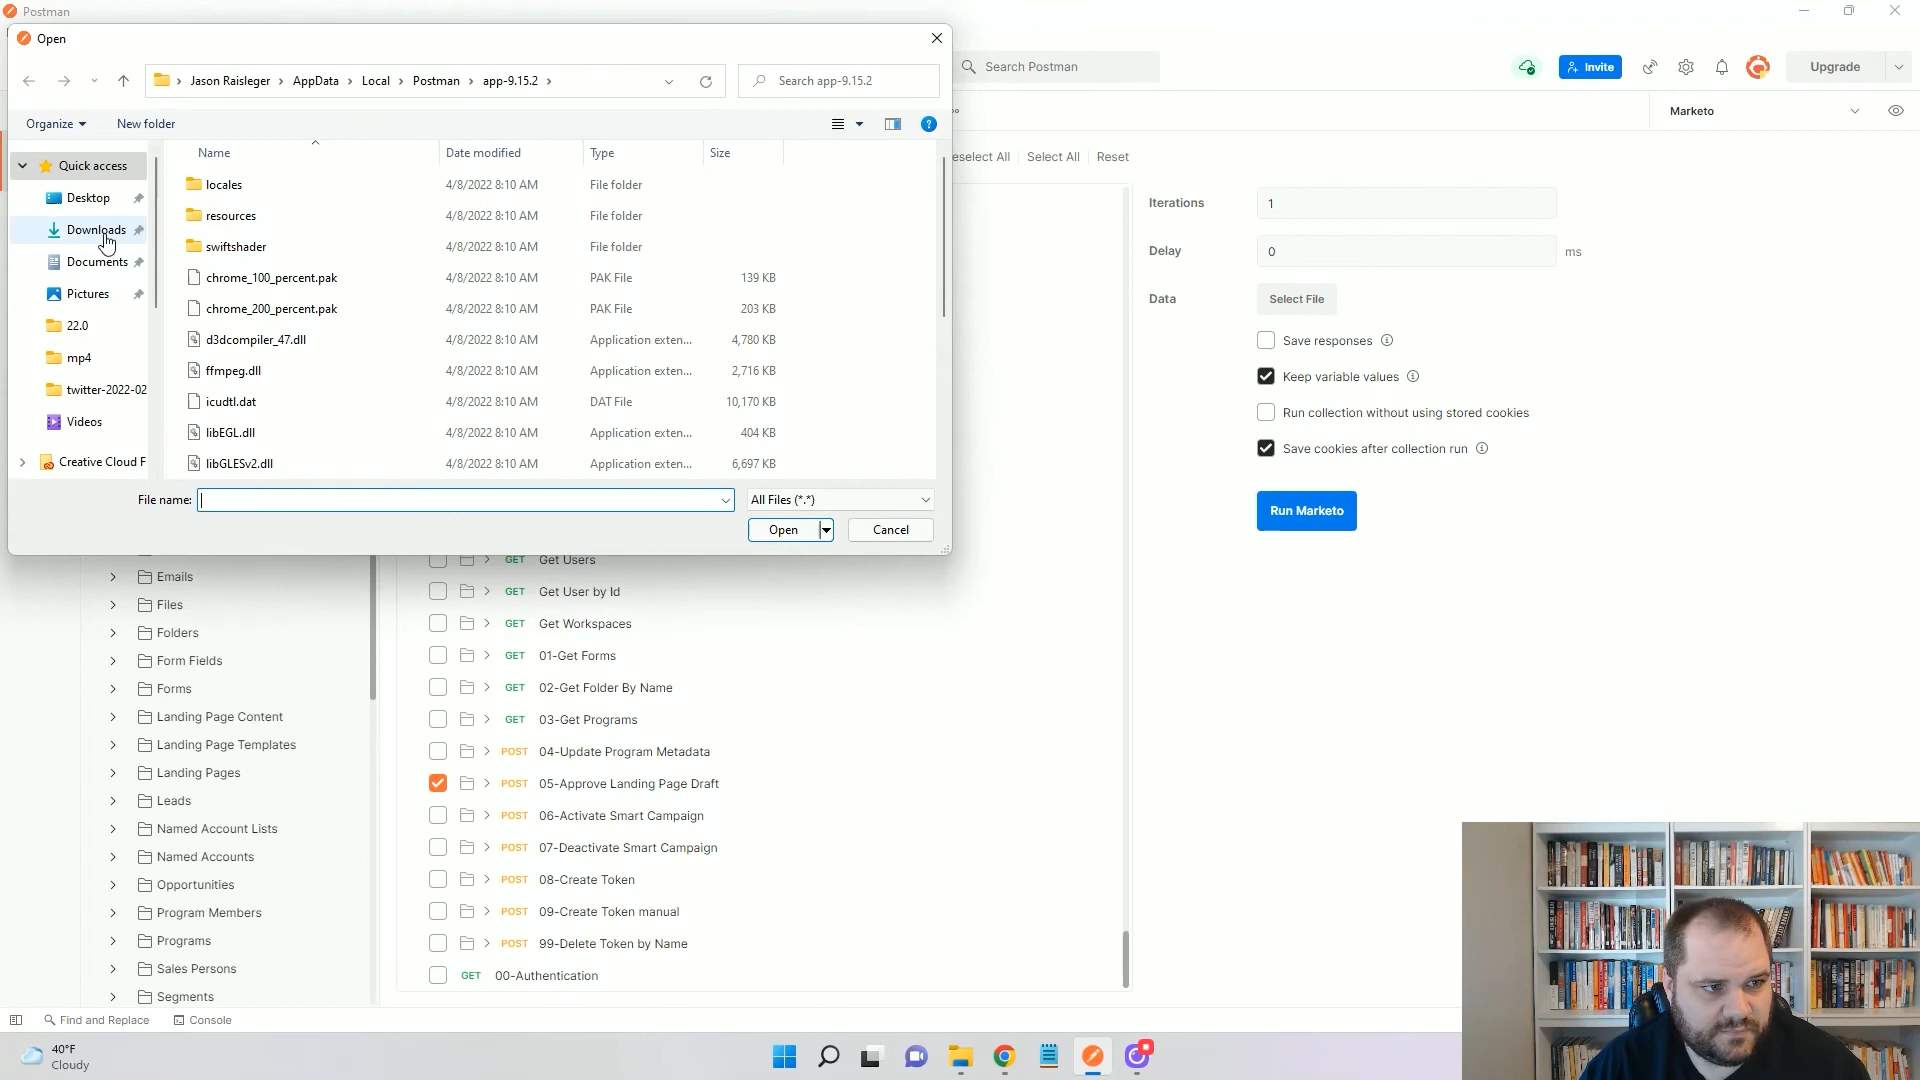 Postman
Open
Jason Raisleger > AppData > Local > Postman > app-9.15.2 >
Search app-9.15.2
Search Postman
Invite
Upgrade
Organize
New folder
Marketo
Name
Date modified
Type
Size
eselect All
Select All
Reset
Quick access
Desktop
Downloads
Documents
Pictures
22.0
mp4
twitter-2022-02
Videos
Creative Cloud F
locales 4/8/2022 8:10 AM File folder
resources 4/8/2022 8:10 AM File folder
swiftshader 4/8/2022 8:10 AM File folder
chrome_100_percent.pak 4/8/2022 8:10 AM PAK File 139 KB
chrome_200_percent.pak 4/8/2022 8:10 AM PAK File 203 KB
d3dcompiler_47.dll 4/8/2022 8:10 AM Application exten... 4,780 KB
ffmpeg.dll 4/8/2022 8:10 AM Application exten... 2,716 KB
icudtl.dat 4/8/2022 8:10 AM DAT File 10,170 KB
libEGL.dll 4/8/2022 8:10 AM Application exten... 404 KB
libGLESv2.dll 4/8/2022 8:10 AM Application exten... 6,697 KB
File name:
All Files (*.*)
Open
Cancel
Iterations 1
Delay 0 ms
Data Select File
Save responses
Keep variable values
Run collection without using stored cookies
Save cookies after collection run
Run Marketo
Emails
Files
Folders
Form Fields
Forms
Landing Page Content
Landing Page Templates
Landing Pages
Leads
Named Account Lists
Named Accounts
Opportunities
Program Members
Programs
Sales Persons
Segments
GET Get Users
GET Get User by Id
GET Get Workspaces
GET 01-Get Forms
GET 02-Get Folder By Name
GET 03-Get Programs
POST 04-Update Program Metadata
POST 05-Approve Landing Page Draft
POST 06-Activate Smart Campaign
POST 07-Deactivate Smart Campaign
POST 08-Create Token
POST 09-Create Token manual
POST 99-Delete Token by Name
GET 00-Authentication
Find and Replace
Console
40°F
Cloudy